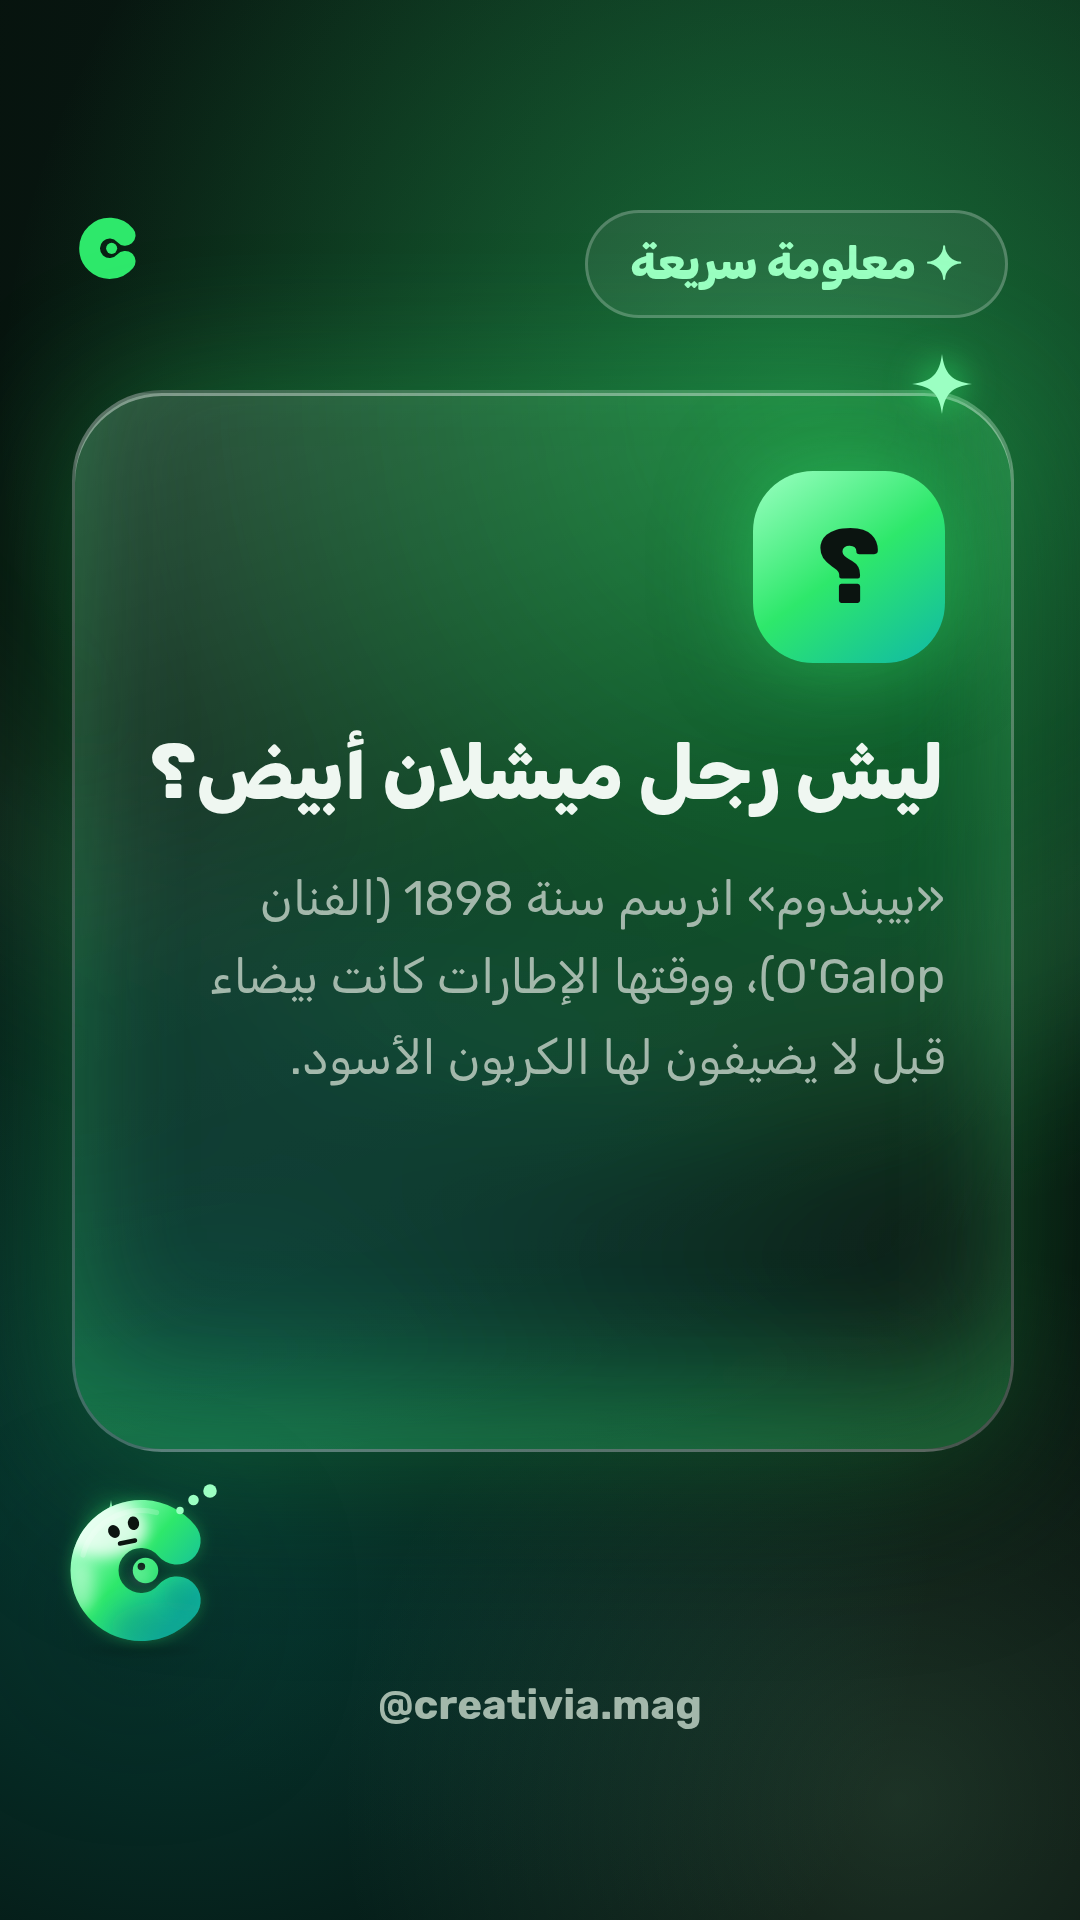 ✦ معلومة سريعة
؟
ليش رجل ميشلان أبيض؟
«بيبندوم» انرسم سنة 1898 (الفنان
O'Galop)، ووقتها الإطارات كانت بيضاء
قبل لا يضيفون لها الكربون الأسود.
@creativia.mag